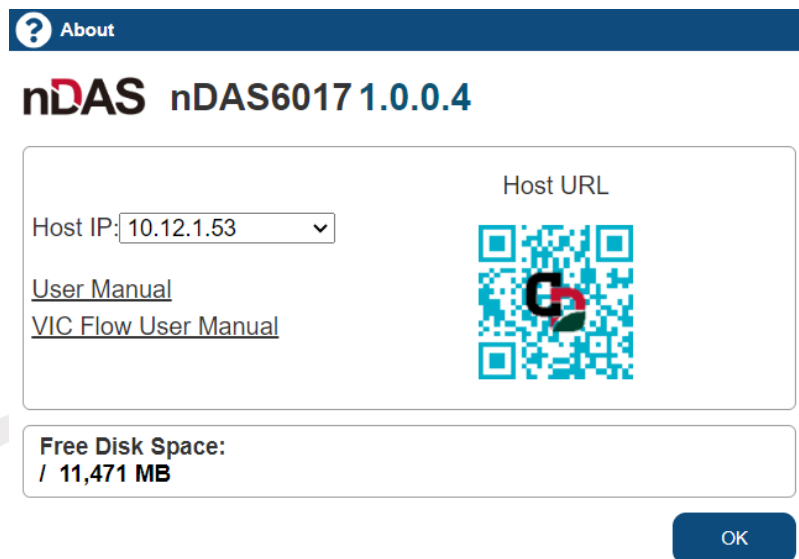 About
nDAS nDAS6017 1.0.0.4
Host URL
Host IP: 10.12.1.53
User Manual
VIC Flow User Manual
Free Disk Space:
/ 11,471 MB
OK